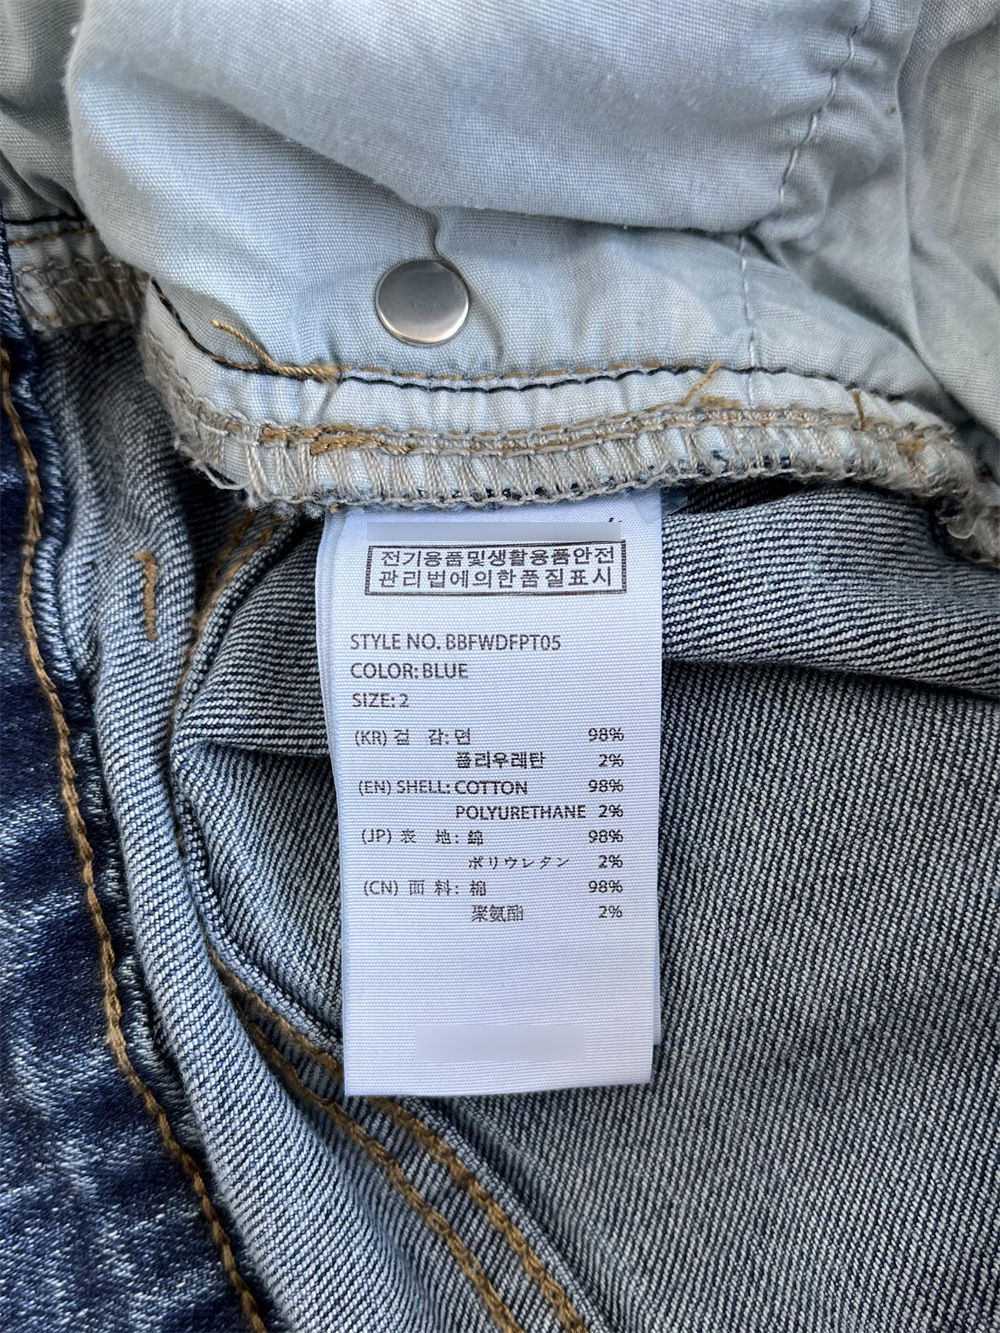 전기용품및생활용품안전
관리법에의한품질표시
STYLE NO. BBFWDFPT05
COLOR: BLUE
SIZE: 2
(KR) 겉 감: 면 98%
폴리우레탄 2%
(EN) SHELL: COTTON 98%
POLYURETHANE 2%
(JP) 表 地: 綿 98%
ポリウレタン 2%
(CN) 面 料: 棉 98%
聚氨酯 2%